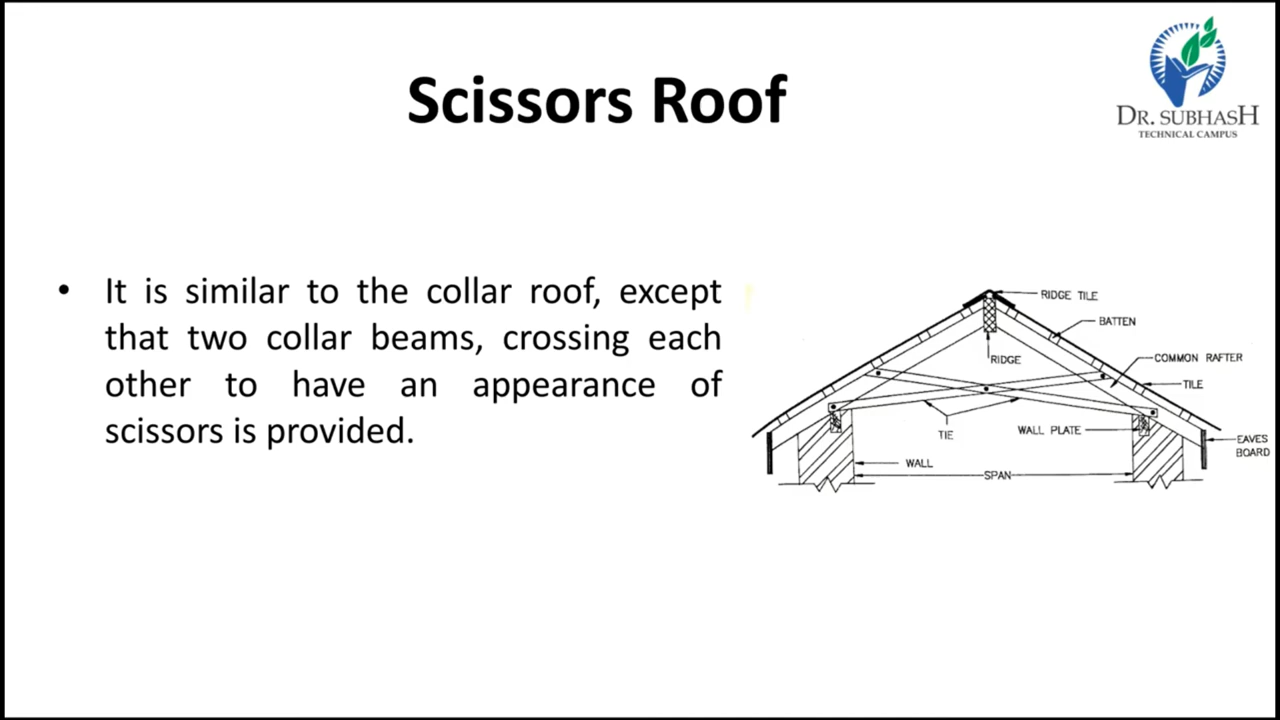 Scissors Roof
DR. SUBHASH
TECHNICAL CAMPUS
• It is similar to the collar roof, except
that two collar beams, crossing each
other to have an appearance of
scissors is provided.
RIDGE TILE
BATTEN
RIDGE
COMMON RAFTER
TILE
TIE
WALL PLATE
EAVES
BOARD
WALL
SPAN